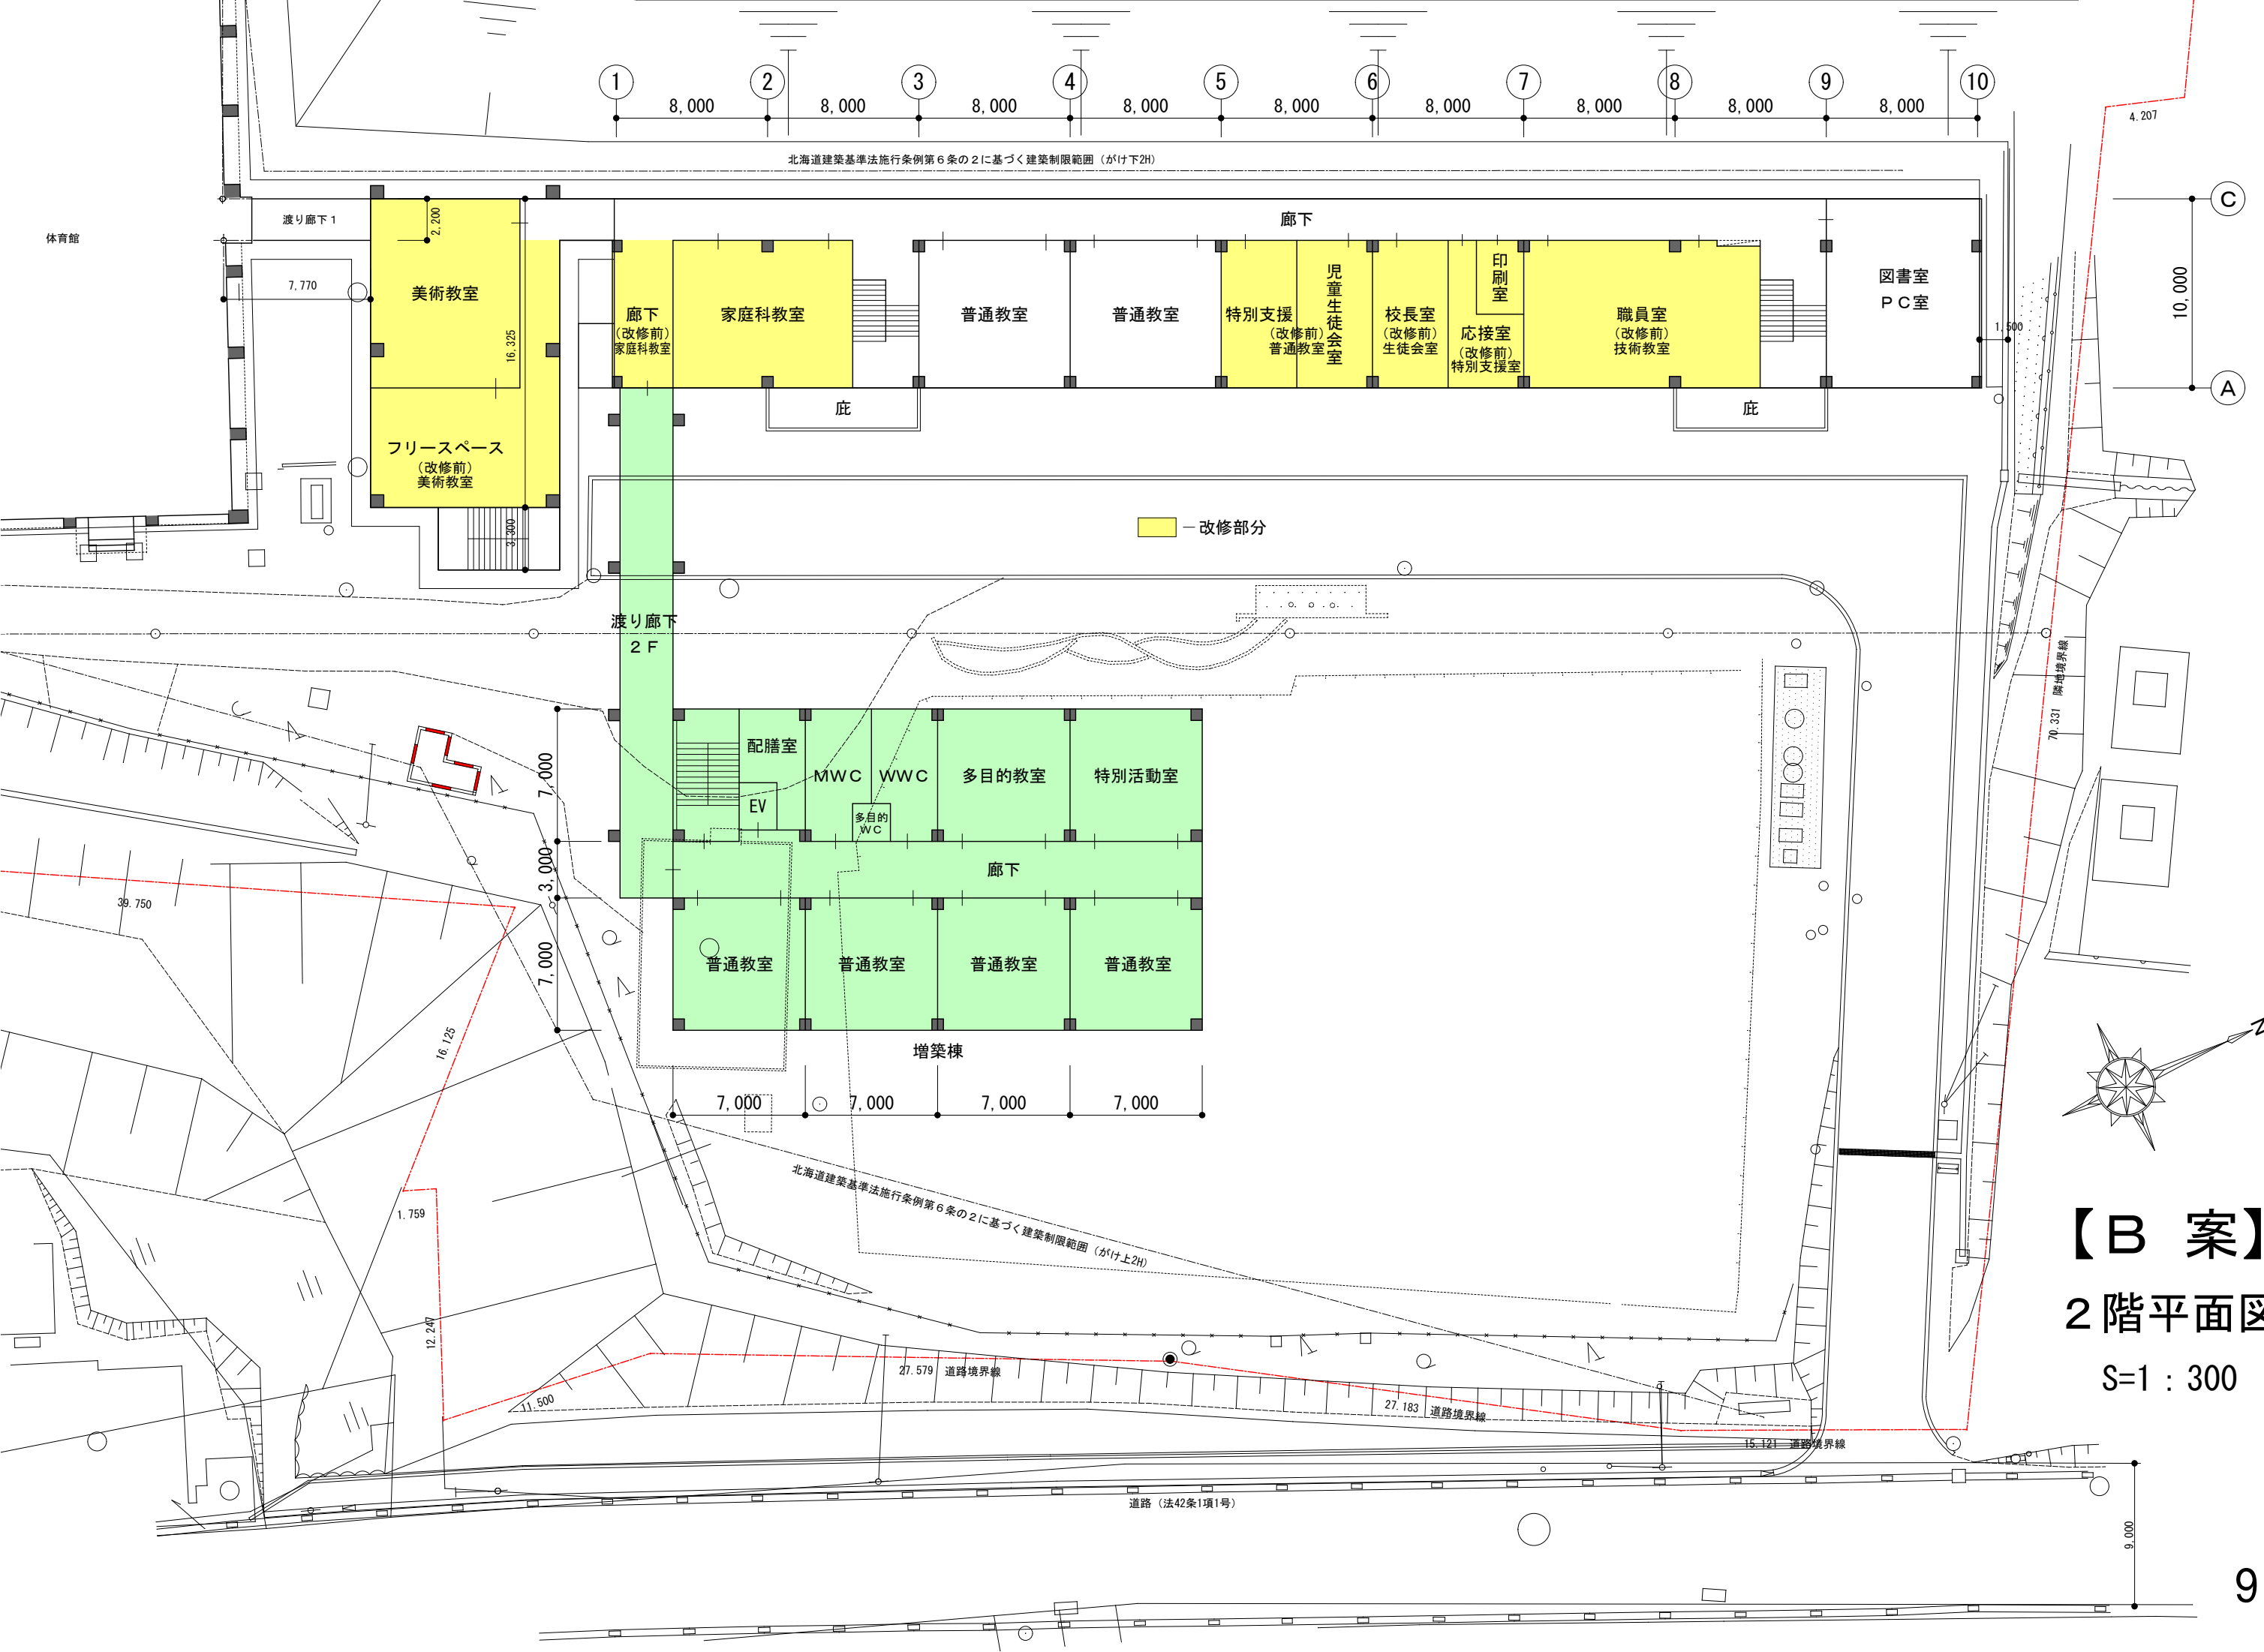 1 2 3 4 5 6 7 8 9 10
8,000 8,000 8,000 8,000 8,000 8,000 8,000 8,000 8,000
4.207
北海道建築基準法施行条例第6条の2に基づく建築制限範囲(がけ下2H)
C
渡り廊下1
2,200
廊下
体育館
7,770
美術教室
16,325
廊下
(改修前)
家庭科教室
家庭科教室
普通教室
普通教室
特別支援
児童生徒会室
(改修前)
普通教室
校長室
(改修前)
生徒会室
印刷室
応接室
(改修前)
特別支援室
職員室
(改修前)
技術教室
図書室
PC室
1,500
10,000
A
庇
庇
フリースペース
(改修前)
美術教室
3,300
―改修部分
渡り廊下
2F
70.331 隣地境界線
7,000
3,000
7,000
配膳室
EV
MWC
WWC
多目的
WC
多目的教室
特別活動室
廊下
普通教室
普通教室
普通教室
普通教室
増築棟
7,000 7,000 7,000 7,000
39.750
16.125
1.759
12.247
11.500
北海道建築基準法施行条例第6条の2に基づく建築制限範囲(がけ上2H)
N
【B 案】
2階平面図
S=1:300
27.579 道路境界線
27.183 道路境界線
15.121 道路境界線
道路(法42条1項1号)
9.000
9